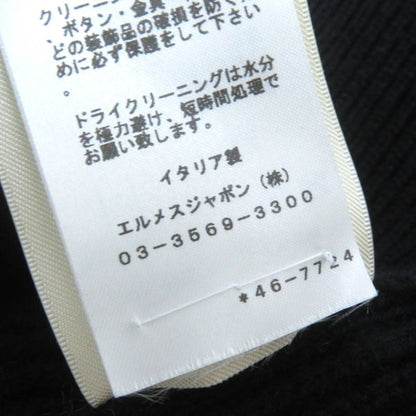 クリーニング
、ボタン・金具
どの装飾品の破損を防ぐ
めに必ず保護をして下さい
。
ドライクリーニングは水分
を極力避け、短時間処理で
お願い致します。
イタリア製
エルメスジャポン(株)
03-3569-3300
*46-7724